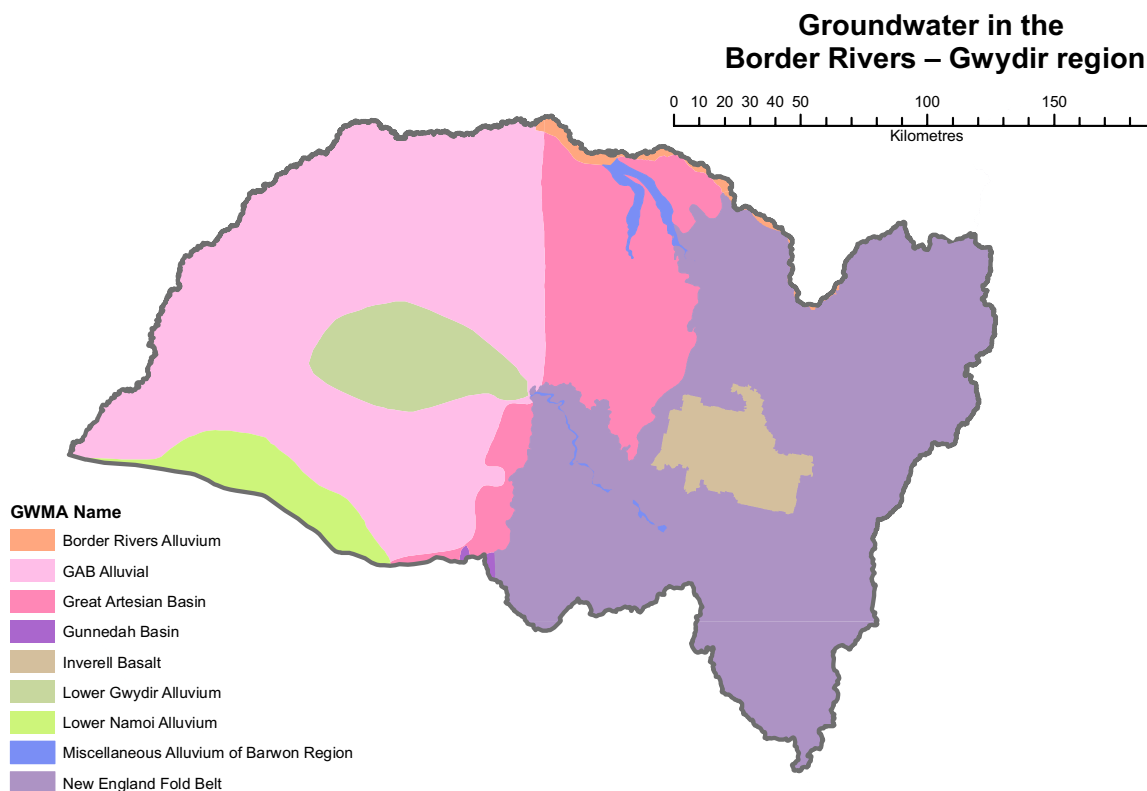 Groundwater in the
Border Rivers – Gwydir region
0 10 20 30 40 50 100 150
Kilometres
GWMA Name
Border Rivers Alluvium
GAB Alluvial
Great Artesian Basin
Gunnedah Basin
Inverell Basalt
Lower Gwydir Alluvium
Lower Namoi Alluvium
Miscellaneous Alluvium of Barwon Region
New England Fold Belt